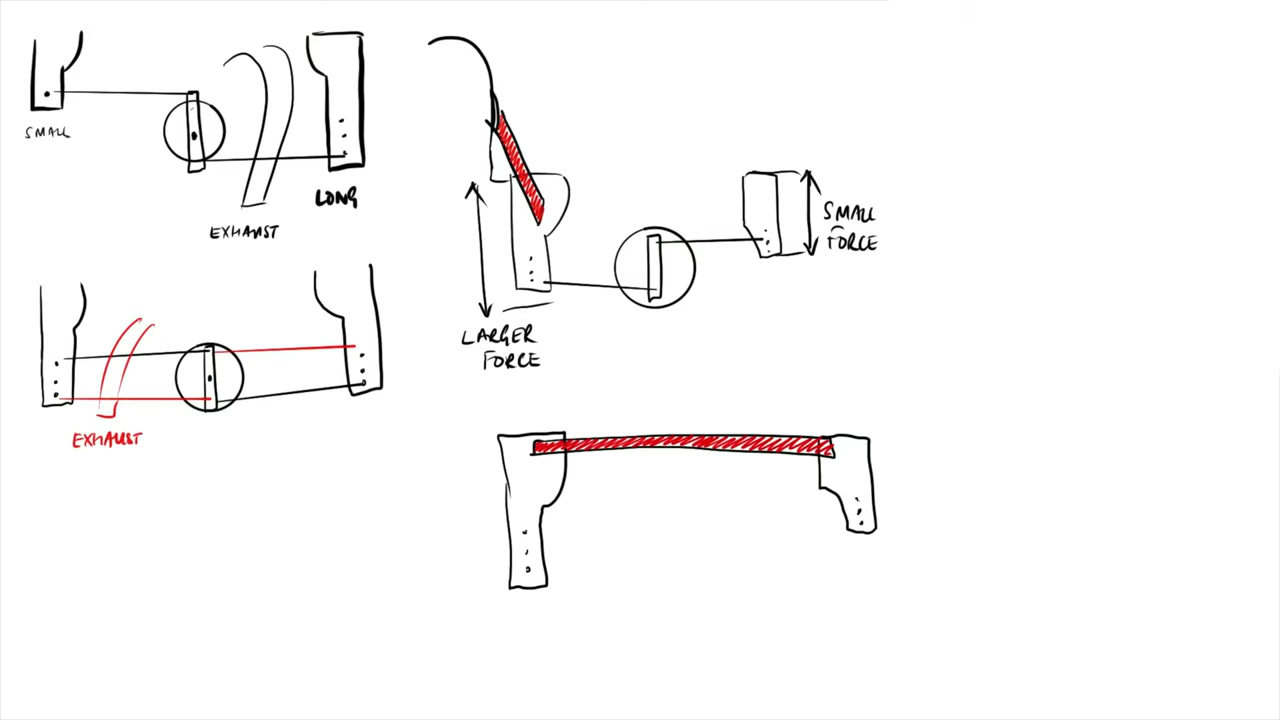 SMALL
LONG
EXHAUST
EXHAUST
LARGER
FORCE
SMALL
FORCE